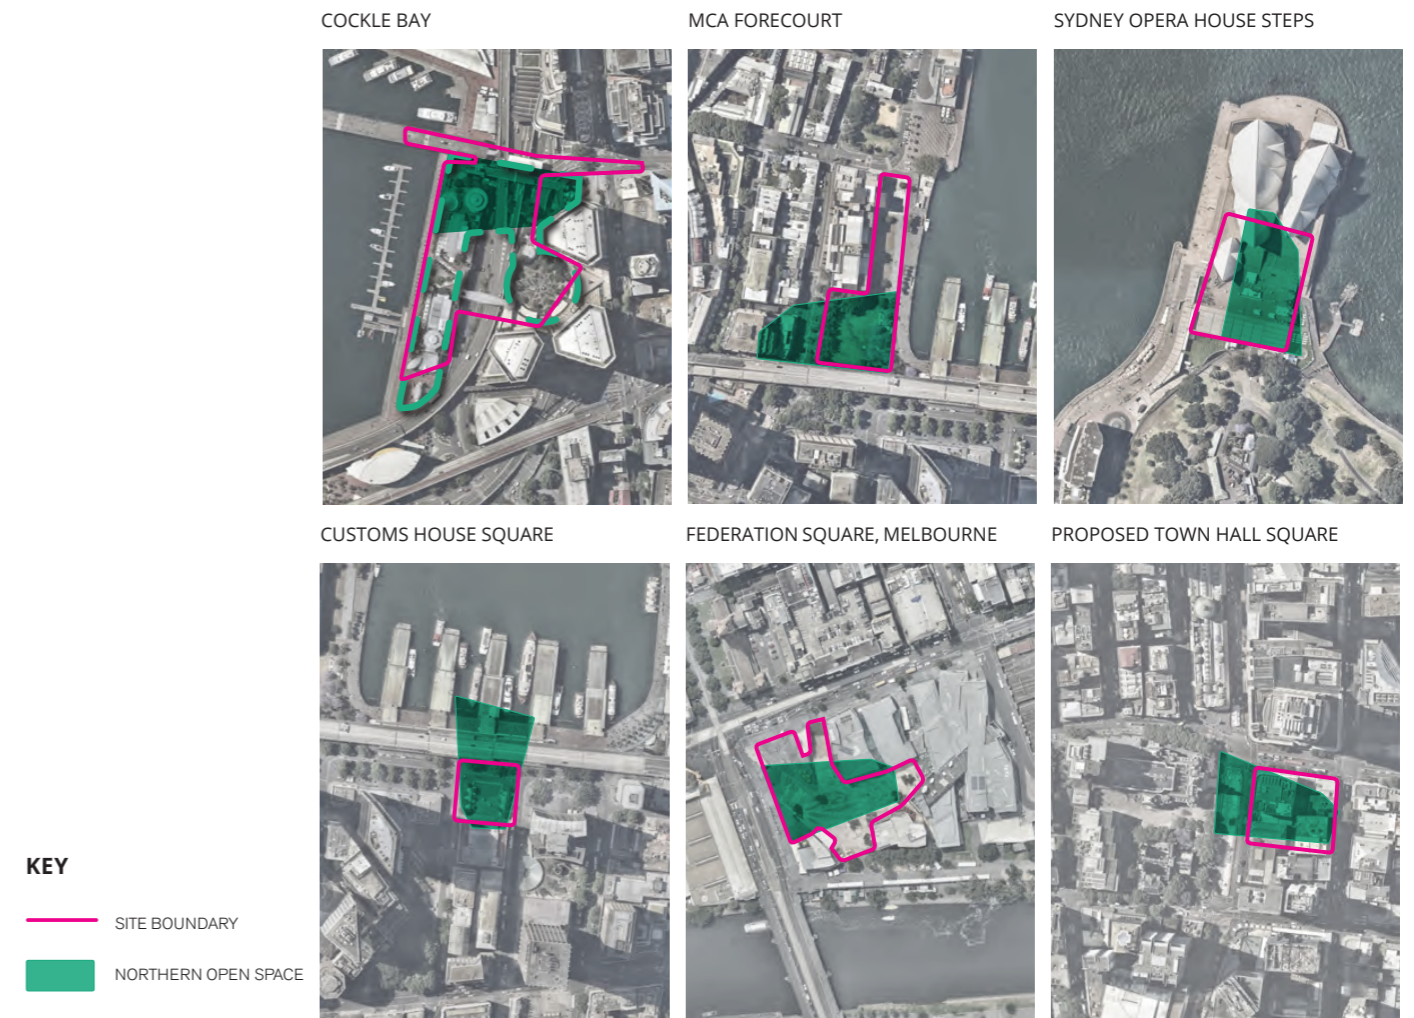 COCKLE BAY
MCA FORECOURT
SYDNEY OPERA HOUSE STEPS
CUSTOMS HOUSE SQUARE
FEDERATION SQUARE, MELBOURNE
PROPOSED TOWN HALL SQUARE
KEY
SITE BOUNDARY
NORTHERN OPEN SPACE